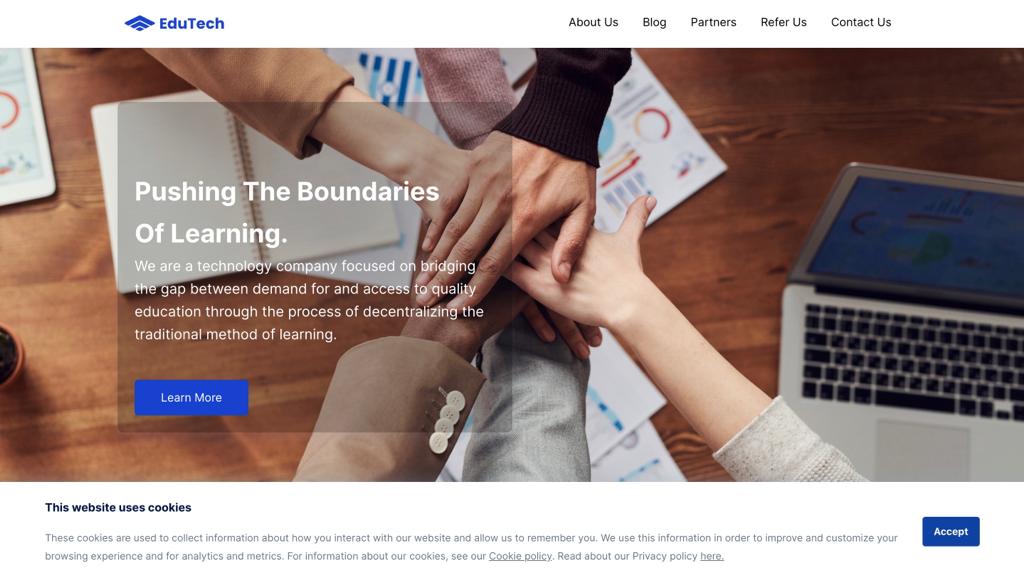 EduTech
About Us
Blog
Partners
Refer Us
Contact Us
Pushing The Boundaries
Of Learning.
We are a technology company focused on bridging
the gap between demand for and access to quality
education through the process of decentralizing the
traditional method of learning.
Learn More
This website uses cookies
These cookies are used to collect information about how you interact with our website and allow us to remember you. We use this information in order to improve and customize your
browsing experience and for analytics and metrics. For information about our cookies, see our Cookie policy. Read about our Privacy policy here.
Accept